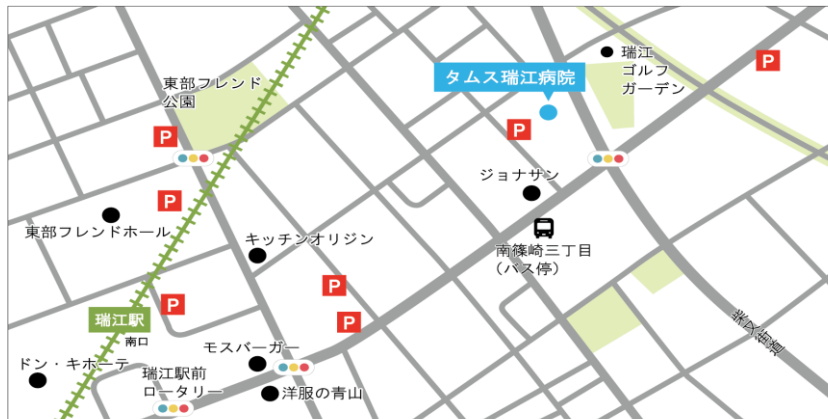 東部フレンド
公園
P
タムス瑞江病院
瑞江
ゴルフ
ガーデン
P
P
P
ジョナサン
東部フレンドホール
キッチンオリジン
南篠崎三丁目
（バス停）
P
P
P
瑞江駅
南口
モスバーガー
柴又街道
ドン・キホーテ
瑞江駅前
ロータリー
洋服の青山